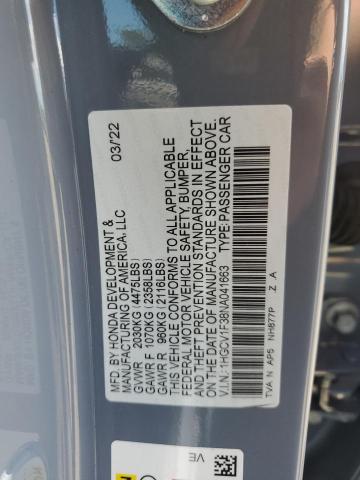 MFD. BY HONDA DEVELOPMENT &
MANUFACTURING OF AMERICA, LLC 03/22
GVWR 2030KG(4475LBS)
GAWR F 1070KG(2358LBS)
GAWR R 960KG(2116LBS)
THIS VEHICLE CONFORMS TO ALL APPLICABLE
FEDERAL MOTOR VEHICLE SAFETY, BUMPER,
AND THEFT PREVENTION STANDARDS IN EFFECT
ON THE DATE OF MANUFACTURE SHOWN ABOVE.
V.I.N.: 1HGCV1F38NA041663 TYPE:PASSENGER CAR
TVA N AP5 NH877P Z A
VE